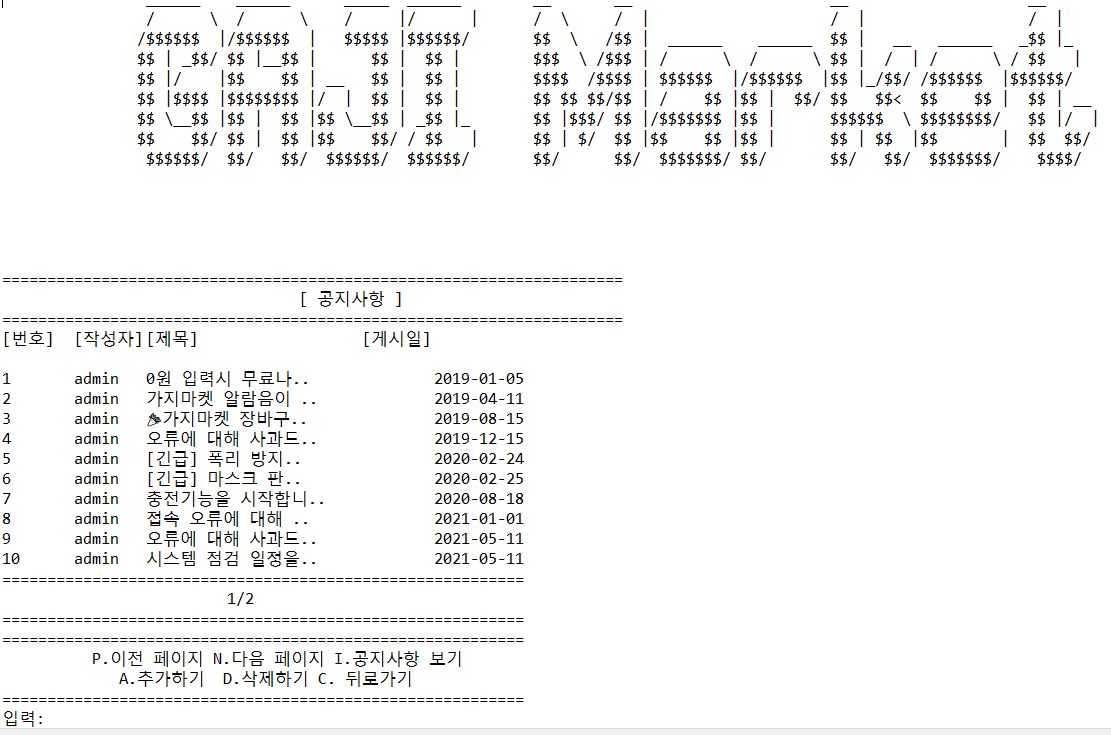 GAJI Market
[ 공지사항 ]
[번호] [작성자] [제목] [게시일]
1 admin 0원 입력시 무료나.. 2019-01-05
2 admin 가지마켓 알람음이 .. 2019-04-11
3 admin 🎉가지마켓 장바구.. 2019-08-15
4 admin 오류에 대해 사과드.. 2019-12-15
5 admin [긴급] 폭리 방지.. 2020-02-24
6 admin [긴급] 마스크 판.. 2020-02-25
7 admin 충전기능을 시작합니.. 2020-08-18
8 admin 접속 오류에 대해 .. 2021-01-01
9 admin 오류에 대해 사과드.. 2021-05-11
10 admin 시스템 점검 일정을.. 2021-05-11
1/2
P.이전 페이지 N.다음 페이지 I.공지사항 보기
A.추가하기 D.삭제하기 C. 뒤로가기
입력: